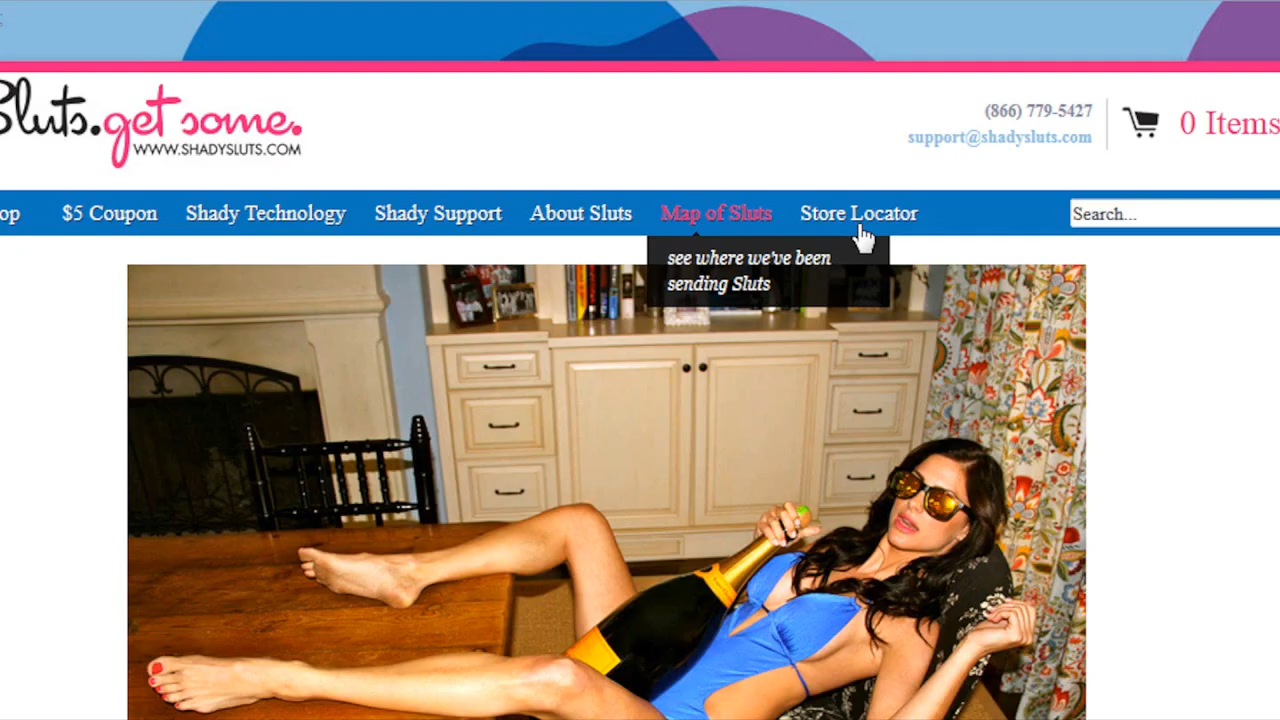 Sluts. get some.
WWW.SHADYSLUTS.COM
(866) 779-5427
support@shadysluts.com
0 Items
op $5 Coupon Shady Technology Shady Support About Sluts Map of Sluts Store Locator Search...
see where we've been
sending Sluts